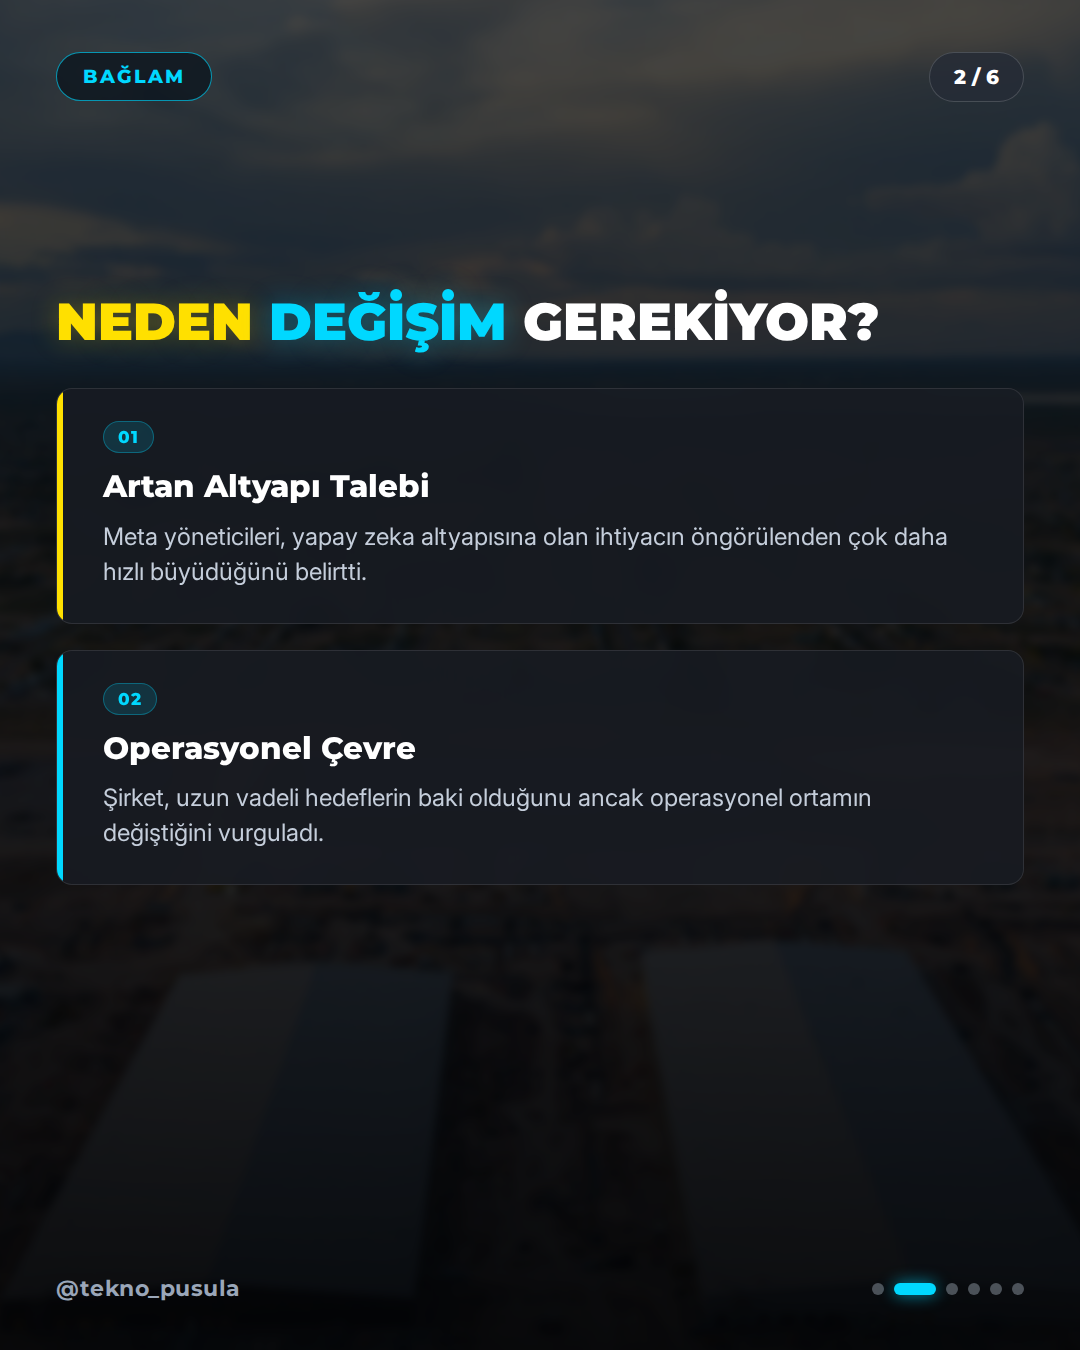 BAĞLAM
2/6
NEDEN DEĞİŞİM GEREKİYOR?
01
Artan Altyapı Talebi
Meta yöneticileri, yapay zeka altyapısına olan ihtiyacın öngörülenden çok daha
hızlı büyüdüğünü belirtti.
02
Operasyonel Çevre
Şirket, uzun vadeli hedeflerin baki olduğunu ancak operasyonel ortamın
değiştiğini vurguladı.
@tekno_pusula